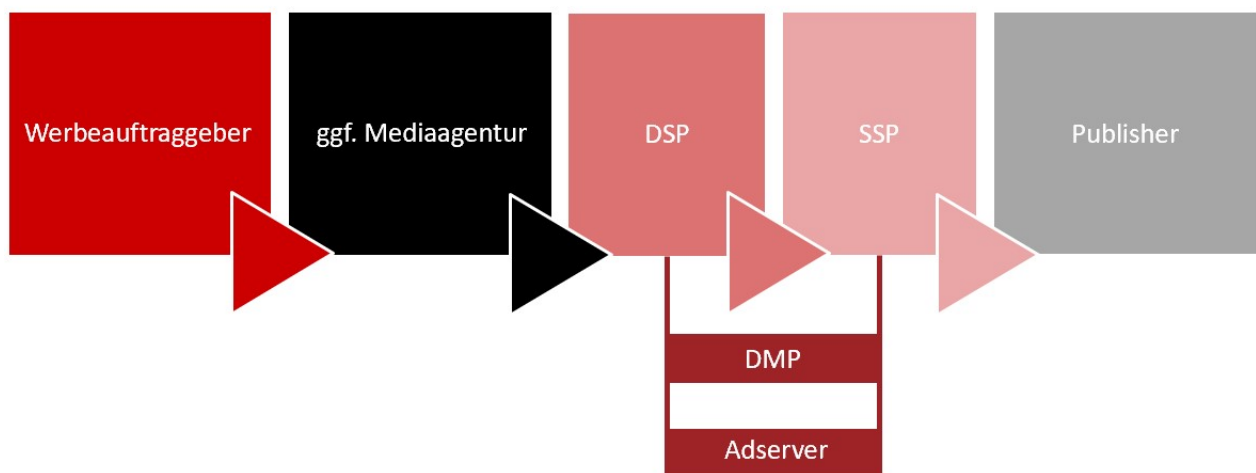 Werbeauftraggeber
ggf. Mediaagentur
DSP
SSP
Publisher
DMP
Adserver